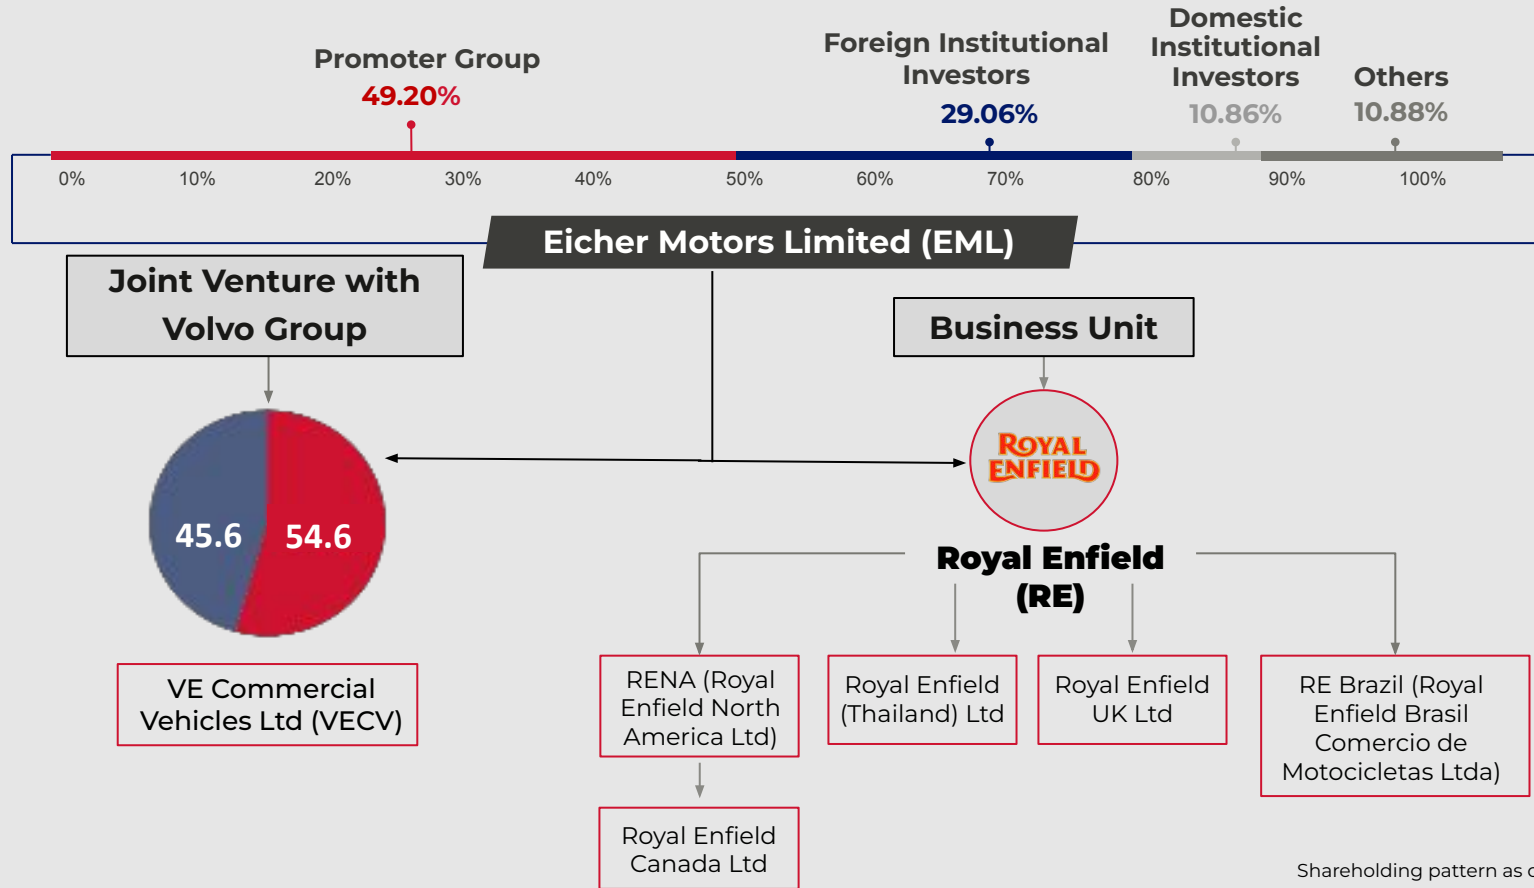 Promoter Group
49.20%
Foreign Institutional
Investors
29.06%
Domestic
Institutional
Investors
10.86%
Others
10.88%
0% 10% 20% 30% 40% 50% 60% 70% 80% 90% 100%
Eicher Motors Limited (EML)
Joint Venture with
Volvo Group
Business Unit
45.6 54.6
ROYAL
ENFIELD
Royal Enfield
(RE)
VE Commercial
Vehicles Ltd (VECV)
RENA (Royal
Enfield North
America Ltd)
Royal Enfield
(Thailand) Ltd
Royal Enfield
UK Ltd
RE Brazil (Royal
Enfield Brasil
Comercio de
Motocicletas Ltda)
Royal Enfield
Canada Ltd
Shareholding pattern as